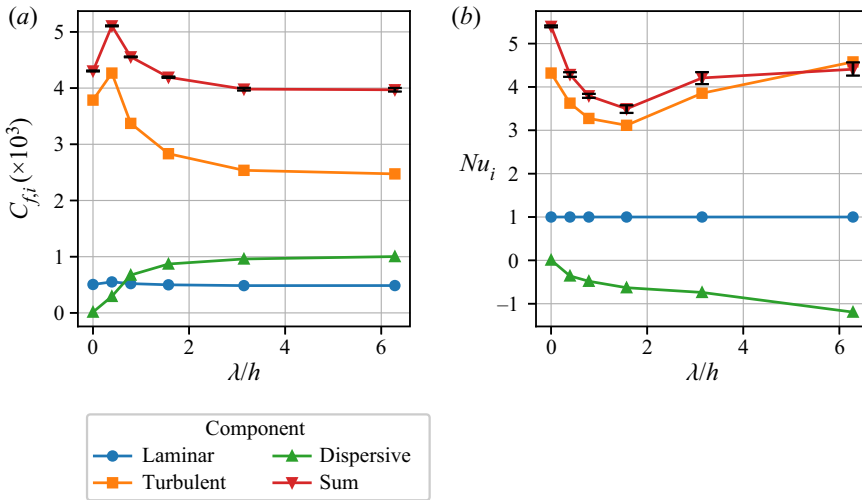 (a)
5
4
3
2
1
0
C_{f,i} (×10^3)
0 2 4 6
λ/h
(b)
5
4
3
2
1
0
−1
Nu_i
0 2 4 6
λ/h
Component
Laminar Dispersive
Turbulent Sum